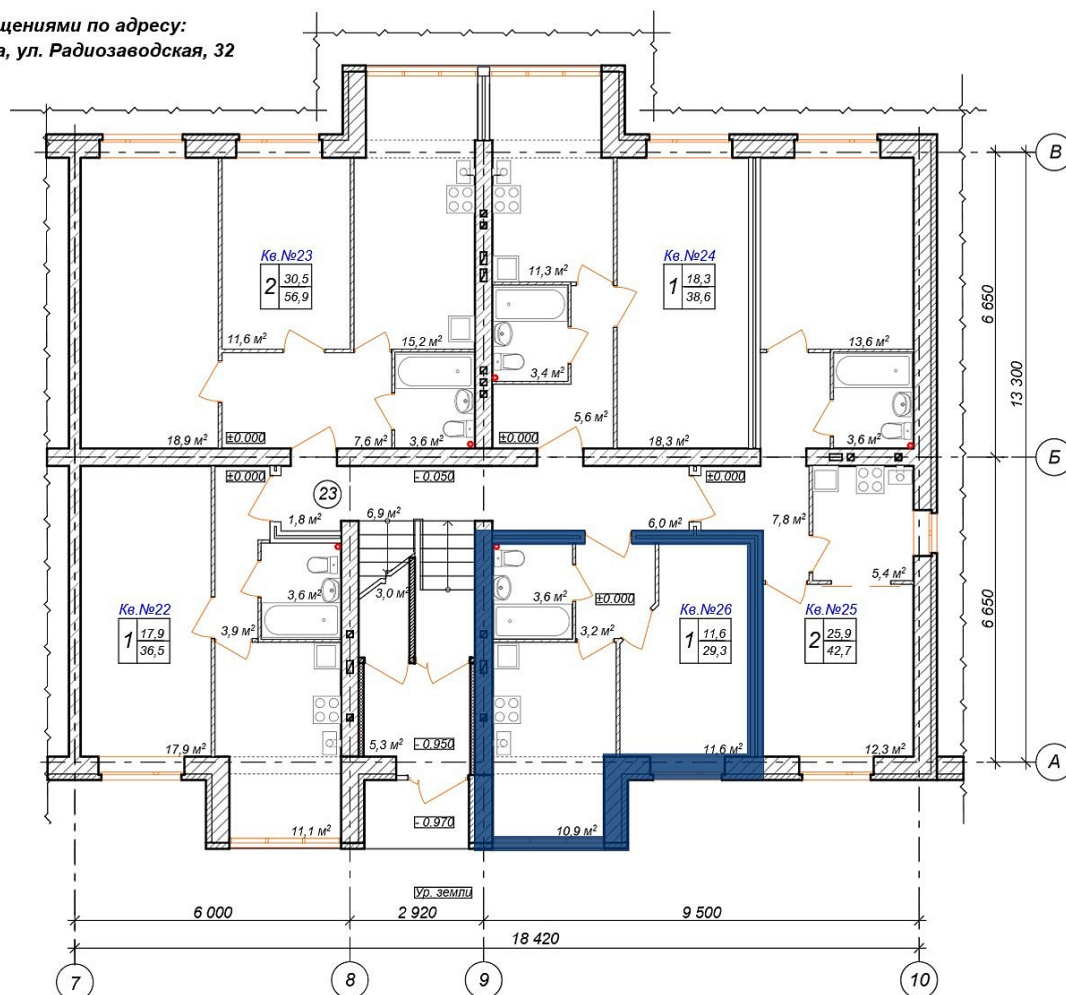 щениями по адресу:
а, ул. Радиозаводская, 32
В
Кв.№23
2 30,5
56,9
Кв.№24
1 18,3
38,6
11,3 м²
6 650
11,6 м²
15,2 м²
13,6 м²
3,4 м²
13 300
5,6 м²
18,9 м²
±0.000
7,6 м²
3,6 м²
±0.000
18,3 м²
3,6 м²
Б
±0.000
- 0.050
±0.000
23
1,8 м²
6,9 м²
6,0 м²
7,8 м²
5,4 м²
3,6 м²
3,0 м²
3,6 м²
±0.000
Кв.№22
1 17,9
36,5
3,9 м²
3,2 м²
Кв.№26
1 11,6
29,3
Кв.№25
2 25,9
42,7
6 650
17,9 м²
5,3 м²
- 0.950
11,6 м²
12,3 м²
А
11,1 м²
- 0.970
10,9 м²
Ур. земли
6 000
2 920
9 500
18 420
7
8
9
10